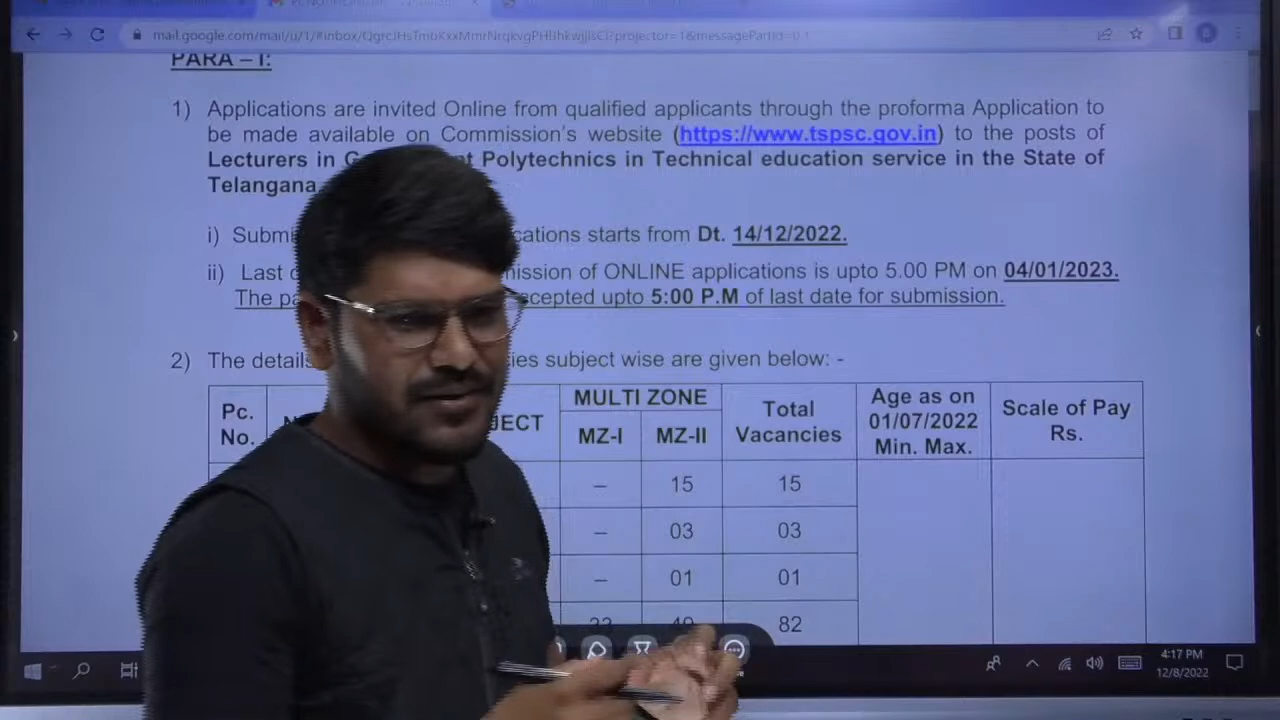 mail.google.com/mail/u/1/#inbox/
PARA – I:
1) Applications are invited Online from qualified applicants through the proforma Application to
be made available on Commission's website (https://www.tspsc.gov.in) to the posts of
Lecturers in Polytechnics in Technical education service in the State of
Telangana
i) Submi cations starts from Dt. 14/12/2022.
ii) Last mission of ONLINE applications is upto 5.00 PM on 04/01/2023.
The pa ccepted upto 5:00 P.M of last date for submission.
2) The details ies subject wise are given below: -
Pc. No.
JECT
MULTI ZONE
MZ-I MZ-II
Total Vacancies
Age as on 01/07/2022 Min. Max.
Scale of Pay Rs.
– 15 15
– 03 03
– 01 01
82
4:17 PM
12/8/2022